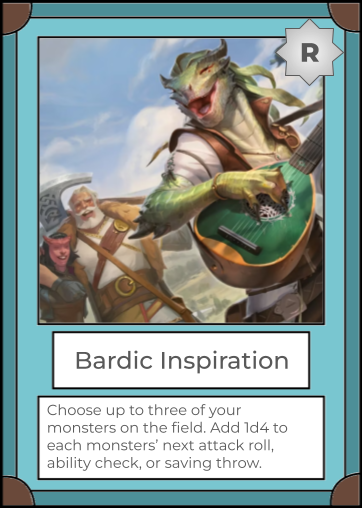 R
Bardic Inspiration
Choose up to three of your
monsters on the field. Add 1d4 to
each monsters’ next attack roll,
ability check, or saving throw.